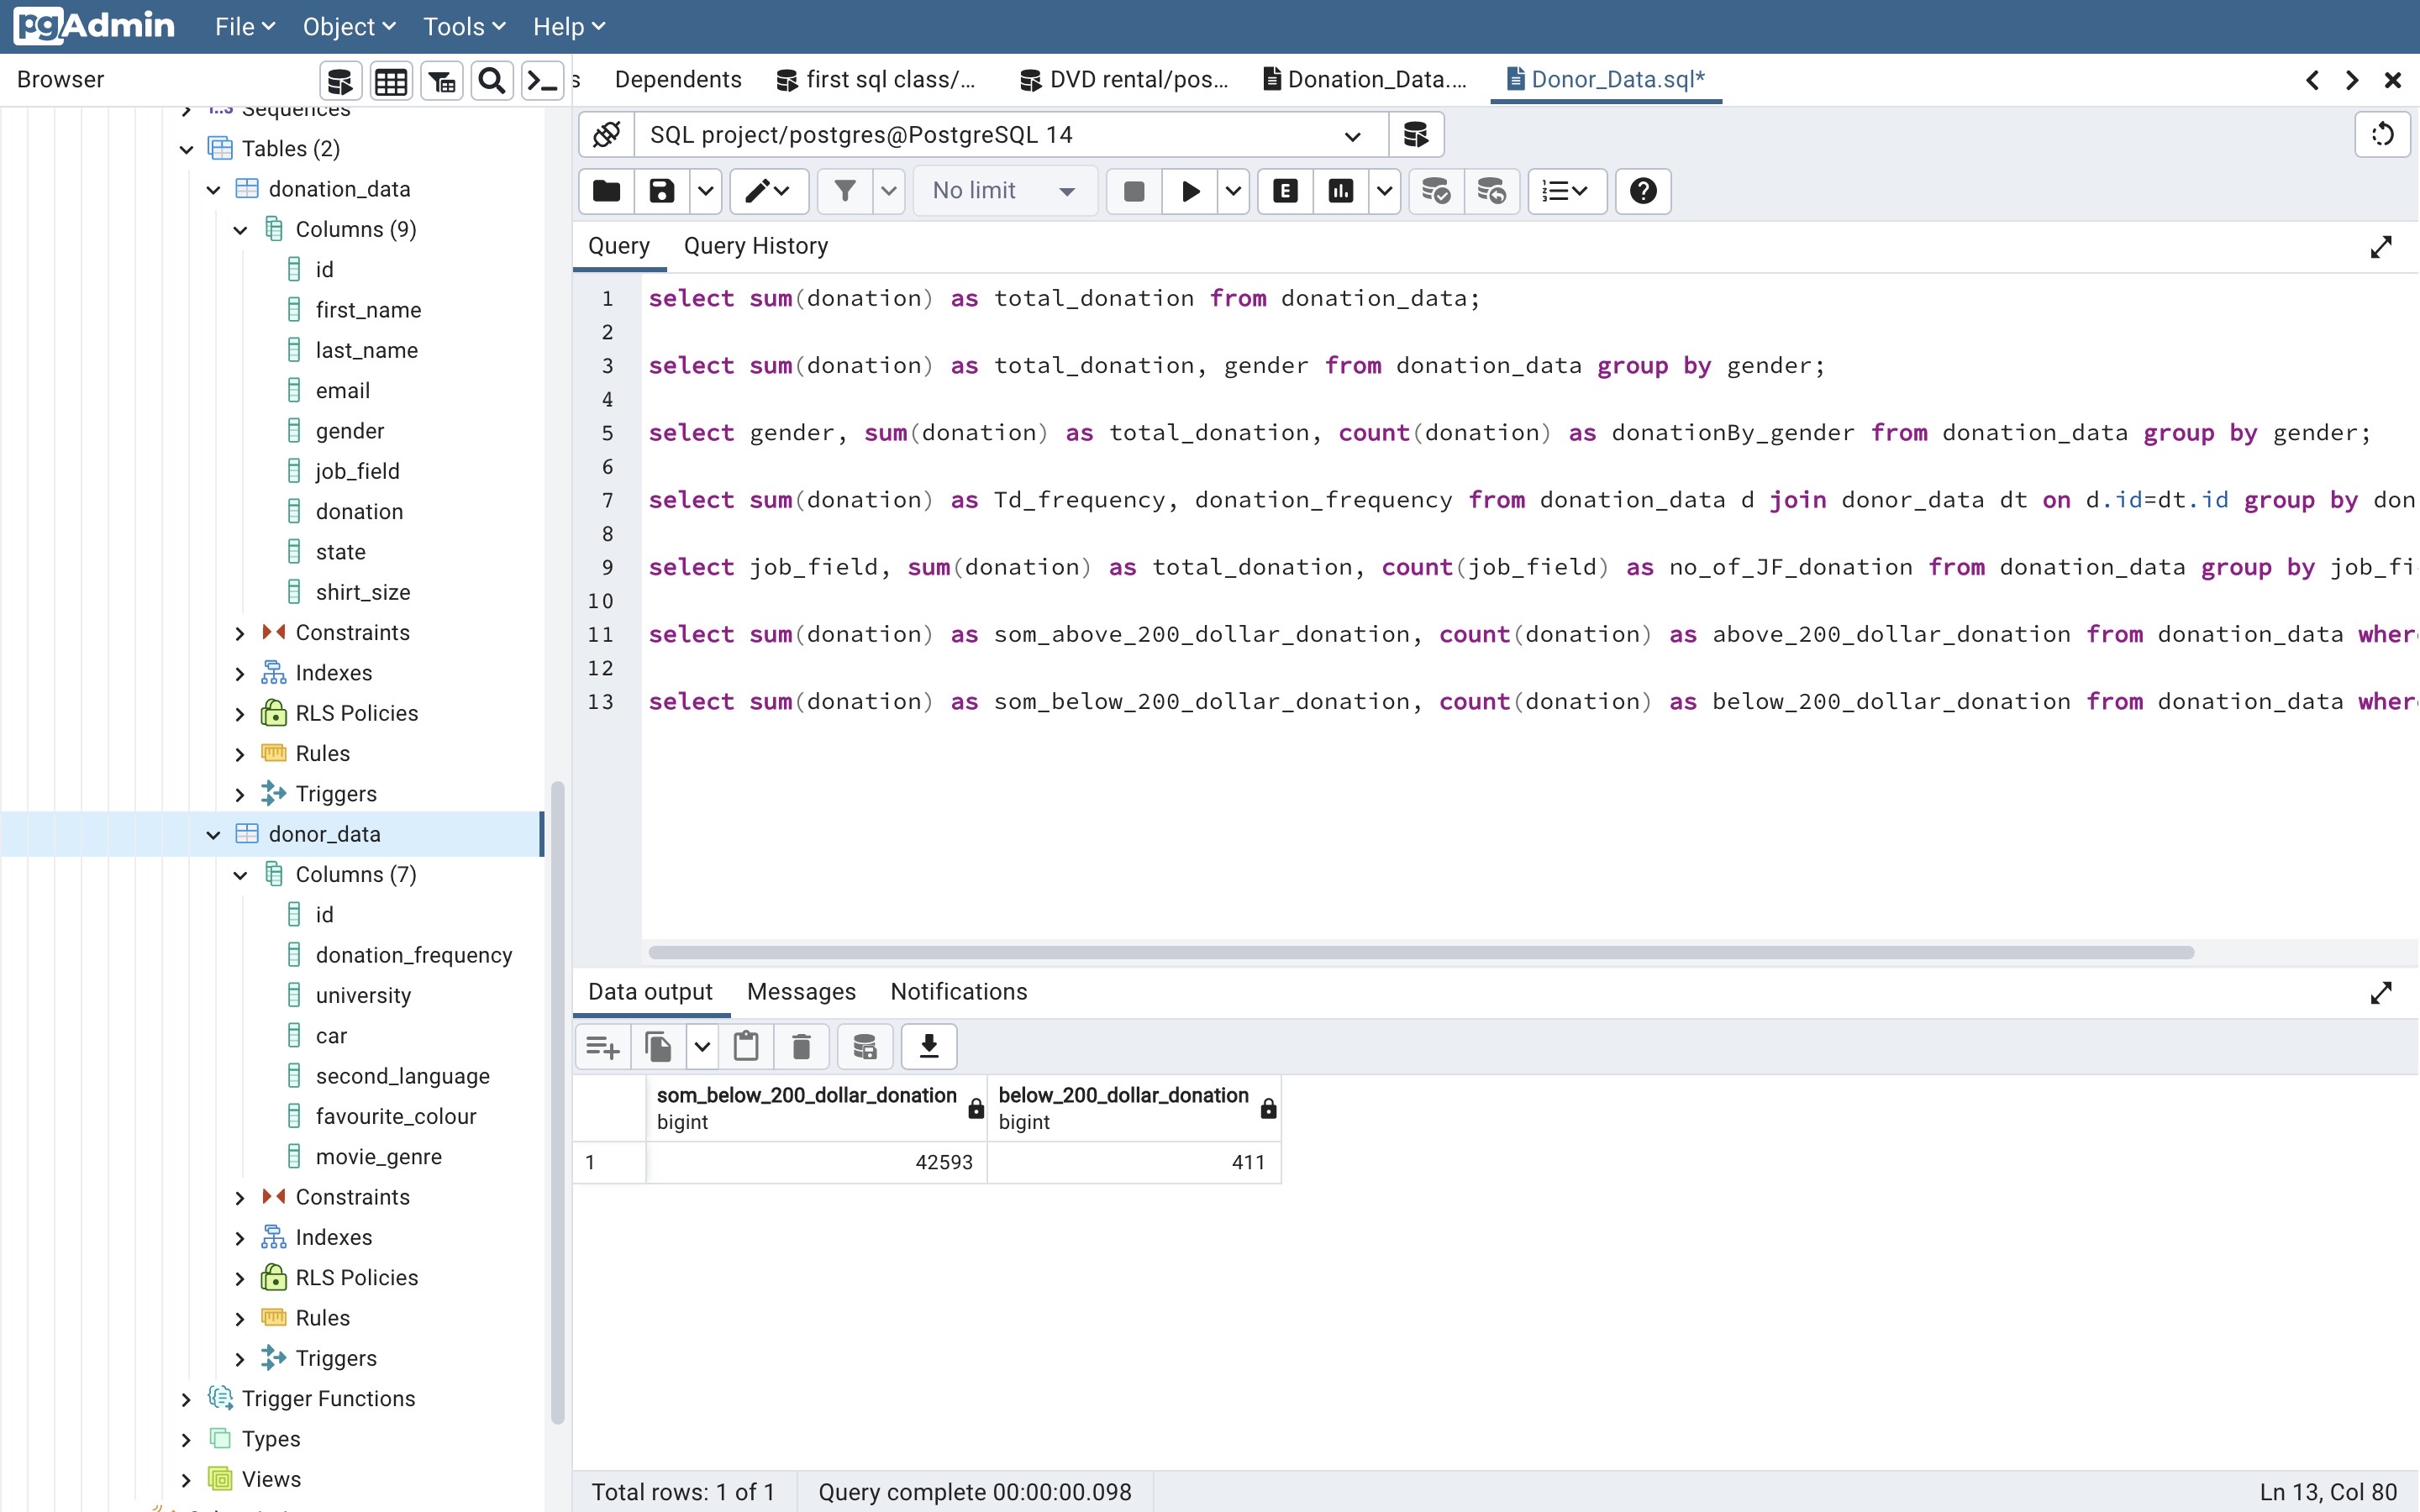 pgAdmin File Object Tools Help
Browser
Dependents first sql class/... DVD rental/pos... Donation_Data.... Donor_Data.sql*
Sequences
Tables (2)
donation_data
Columns (9)
id
first_name
last_name
email
gender
job_field
donation
state
shirt_size
Constraints
Indexes
RLS Policies
Rules
Triggers
donor_data
Columns (7)
id
donation_frequency
university
car
second_language
favourite_colour
movie_genre
Constraints
Indexes
RLS Policies
Rules
Triggers
Trigger Functions
Types
Views
SQL project/postgres@PostgreSQL 14
No limit
Query Query History
1 select sum(donation) as total_donation from donation_data;
2
3 select sum(donation) as total_donation, gender from donation_data group by gender;
4
5 select gender, sum(donation) as total_donation, count(donation) as donationBy_gender from donation_data group by gender;
6
7 select sum(donation) as Td_frequency, donation_frequency from donation_data d join donor_data dt on d.id=dt.id group by don
8
9 select job_field, sum(donation) as total_donation, count(job_field) as no_of_JF_donation from donation_data group by job_fi
10
11 select sum(donation) as som_above_200_dollar_donation, count(donation) as above_200_dollar_donation from donation_data wher
12
13 select sum(donation) as som_below_200_dollar_donation, count(donation) as below_200_dollar_donation from donation_data wher
Data output Messages Notifications
som_below_200_dollar_donation below_200_dollar_donation
bigint bigint
1 42593 411
Total rows: 1 of 1 Query complete 00:00:00.098 Ln 13, Col 80